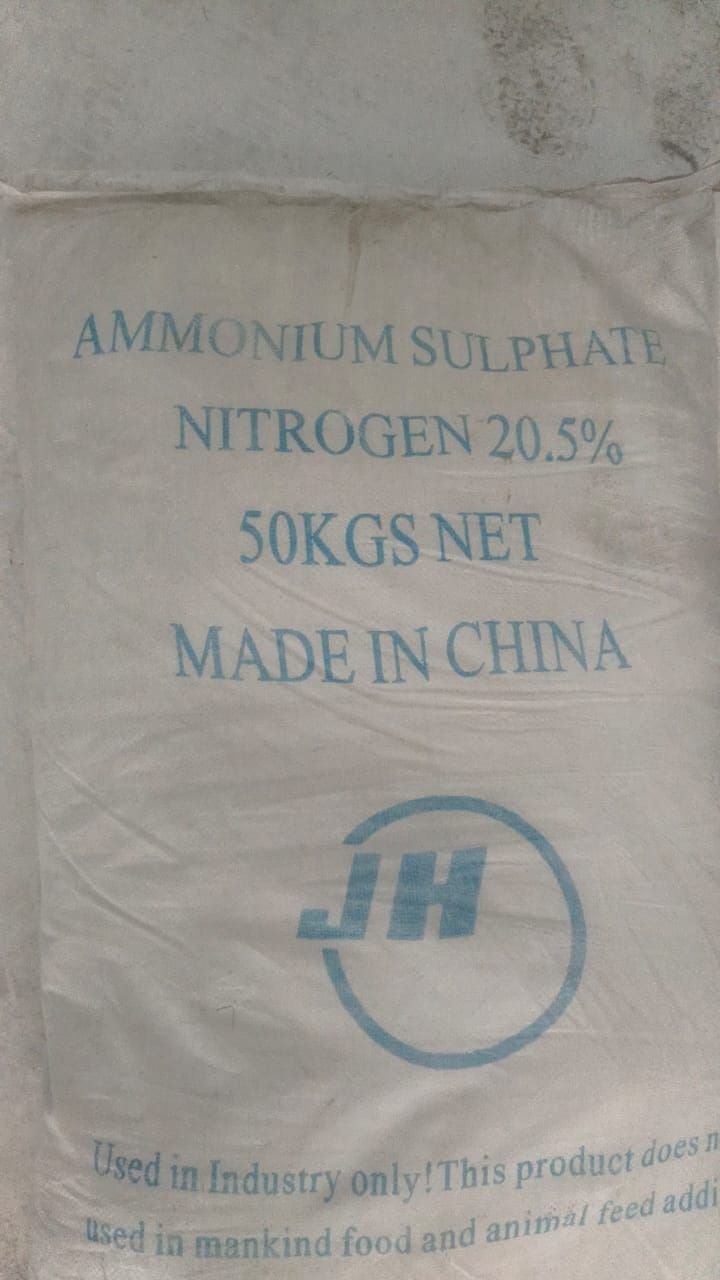 AMMONIUM SULPHATE
NITROGEN 20.5%
50KGS NET
MADE IN CHINA
JH
Used in Industry only!This product does
used in mankind food and animal feed